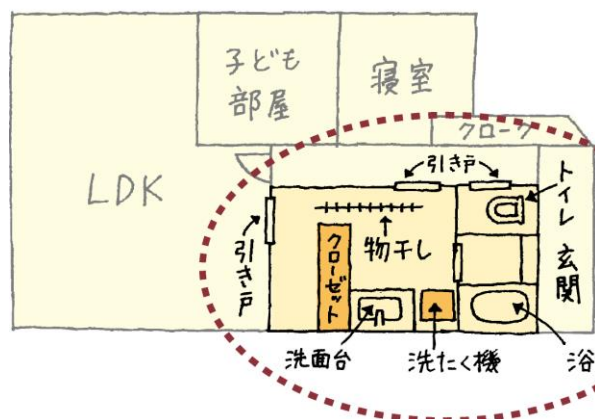 子ども
部屋
寝室
クローク
LDK
引き戸
トイレ
引き戸
物干し
クローゼット
玄関
洗面台
洗たく機
浴